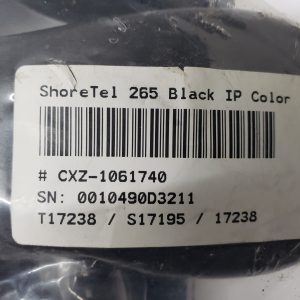 ShoreTel 265 Black IP Color
# CXZ-1061740
SN: 0010490D3211
T17238 / S17195 / 17238